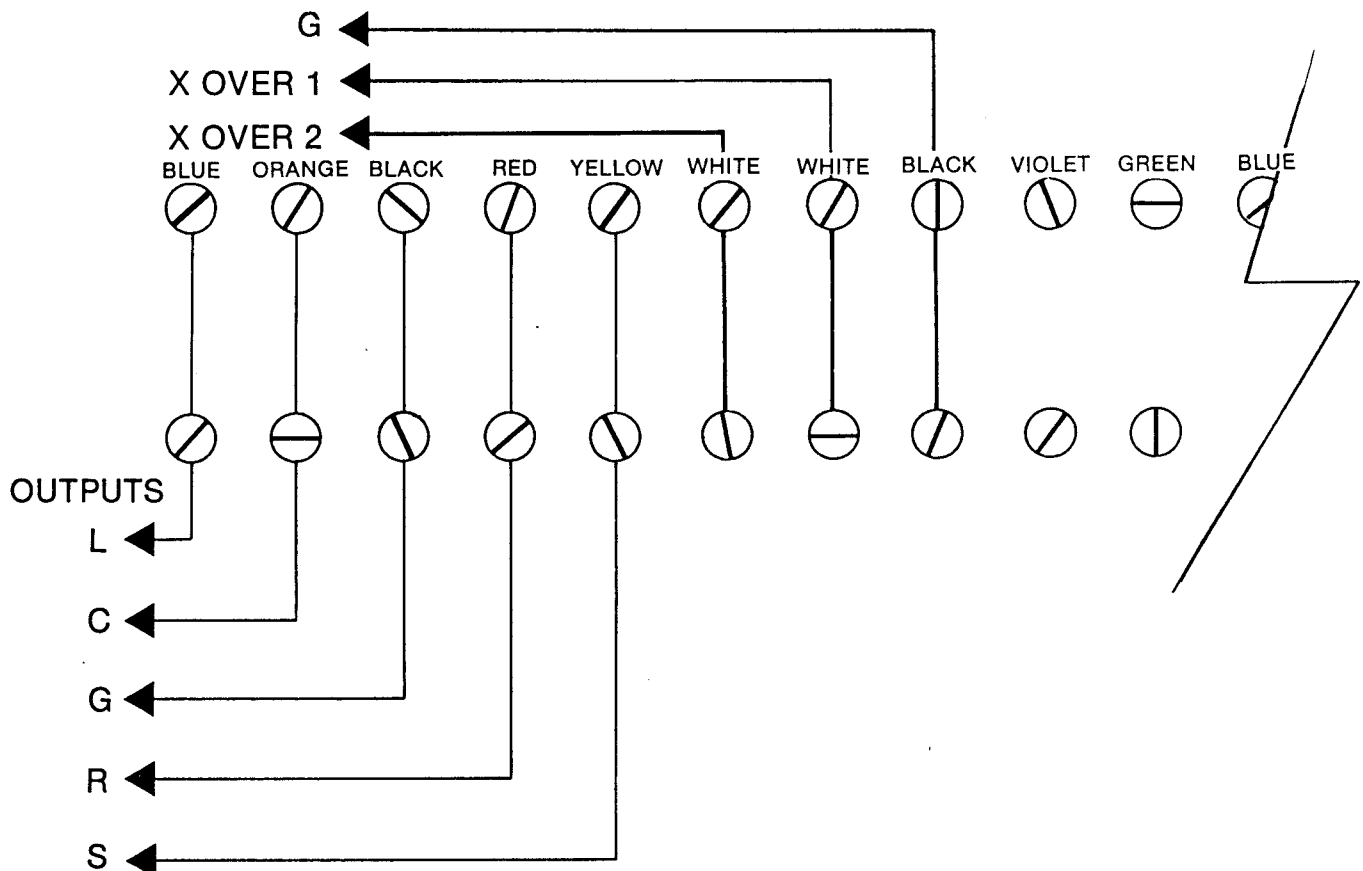 G
X OVER 1
X OVER 2
BLUE ORANGE BLACK RED YELLOW WHITE WHITE BLACK VIOLET GREEN BLUE
OUTPUTS
L
C
G
R
S